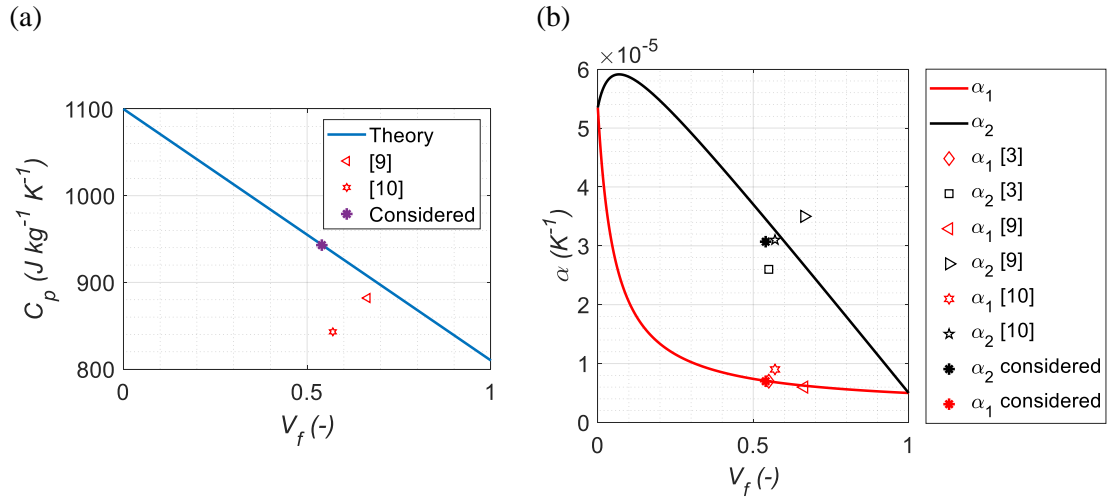 (a)
1100
1000
900
800
0
0.5
1
C_p (J kg^-1 K^-1)
V_f (-)
Theory
[9]
[10]
Considered
(b)
×10^-5
6
5
4
3
2
1
0
0
0.5
1
α (K^-1)
V_f (-)
α_1
α_2
α_1 [3]
α_2 [3]
α_1 [9]
α_2 [9]
α_1 [10]
α_2 [10]
α_2 considered
α_1 considered